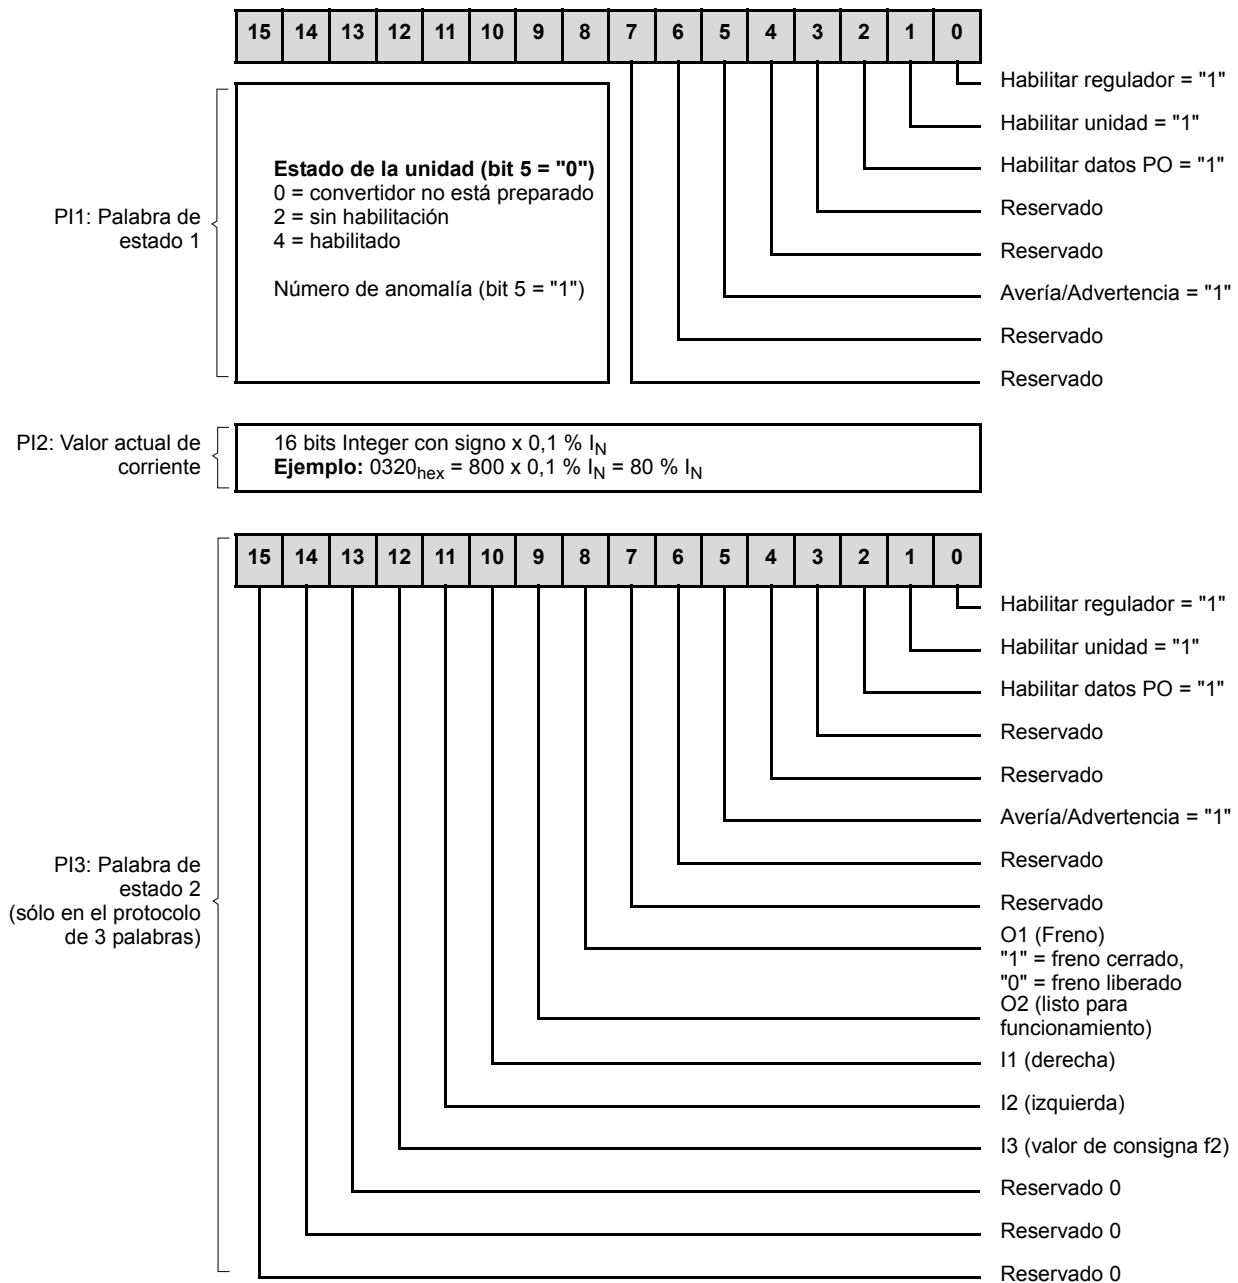 15 14 13 12 11 10 9 8 7 6 5 4 3 2 1 0
Habilitar regulador = "1"
Habilitar unidad = "1"
Habilitar datos PO = "1"
Reservado
Reservado
Avería/Advertencia = "1"
Reservado
Reservado
PI1: Palabra de
estado 1
Estado de la unidad (bit 5 = "0")
0 = convertidor no está preparado
2 = sin habilitación
4 = habilitado
Número de anomalía (bit 5 = "1")
PI2: Valor actual de
corriente
16 bits Integer con signo x 0,1 % IN
Ejemplo: 0320hex = 800 x 0,1 % IN = 80 % IN
15 14 13 12 11 10 9 8 7 6 5 4 3 2 1 0
Habilitar regulador = "1"
Habilitar unidad = "1"
Habilitar datos PO = "1"
Reservado
Reservado
Avería/Advertencia = "1"
Reservado
Reservado
O1 (Freno)
"1" = freno cerrado,
"0" = freno liberado
O2 (listo para
funcionamiento)
I1 (derecha)
I2 (izquierda)
I3 (valor de consigna f2)
Reservado 0
Reservado 0
Reservado 0
PI3: Palabra de
estado 2
(sólo en el protocolo
de 3 palabras)